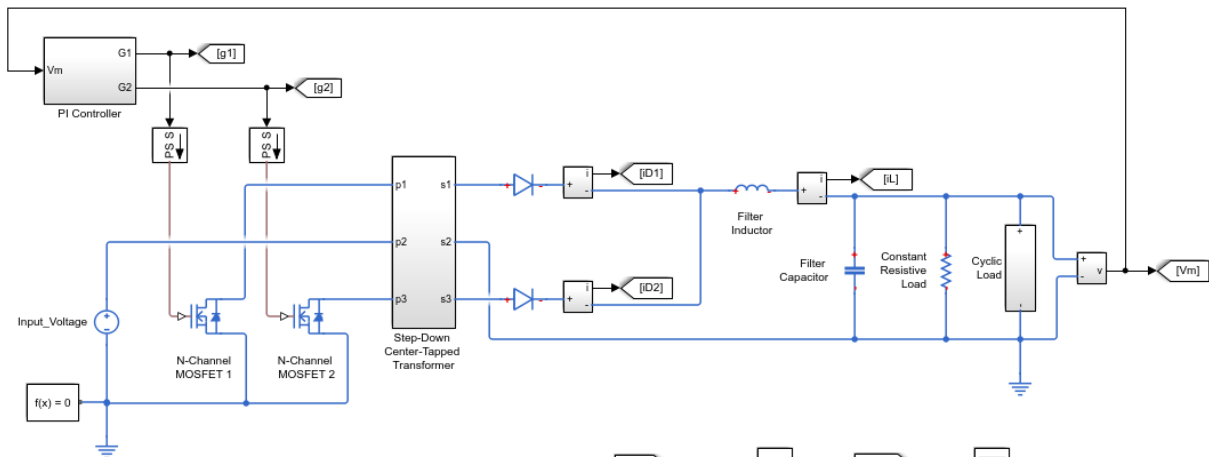 Vm
G1
G2
PI Controller
[g1]
[g2]
PS S
PS S
p1
p2
p3
s1
s2
s3
Step-Down
Center-Tapped
Transformer
+
-
i
[iD1]
+
-
i
[iD2]
Filter
Inductor
+
-
i
[iL]
Filter
Capacitor
Constant
Resistive
Load
Cyclic
Load
+
-
+
-
v
[Vm]
Input_Voltage
N-Channel
MOSFET 1
N-Channel
MOSFET 2
f(x) = 0